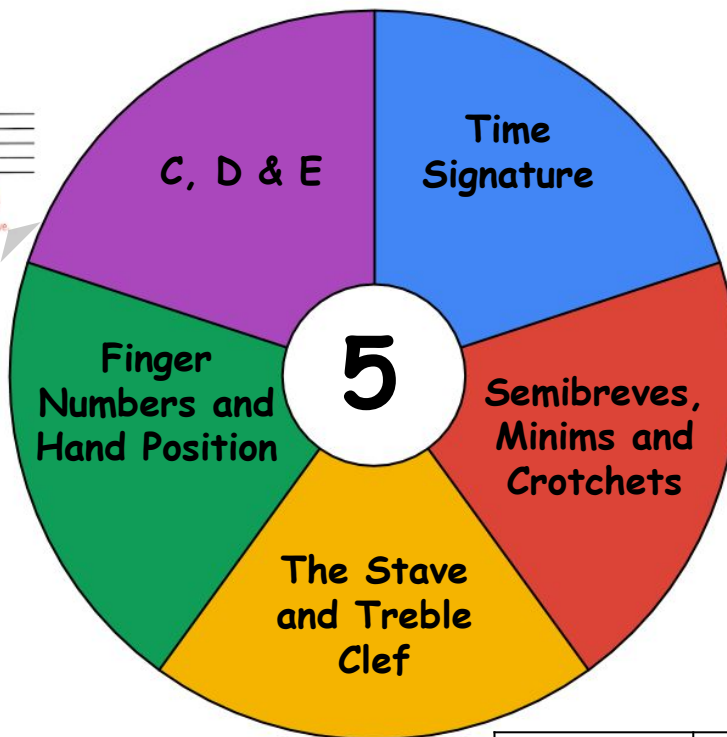 C, D & E
Time
Signature
5
Finger
Numbers and
Hand Position
Semibreves,
Minims and
Crotchets
The Stave
and Treble
Clef